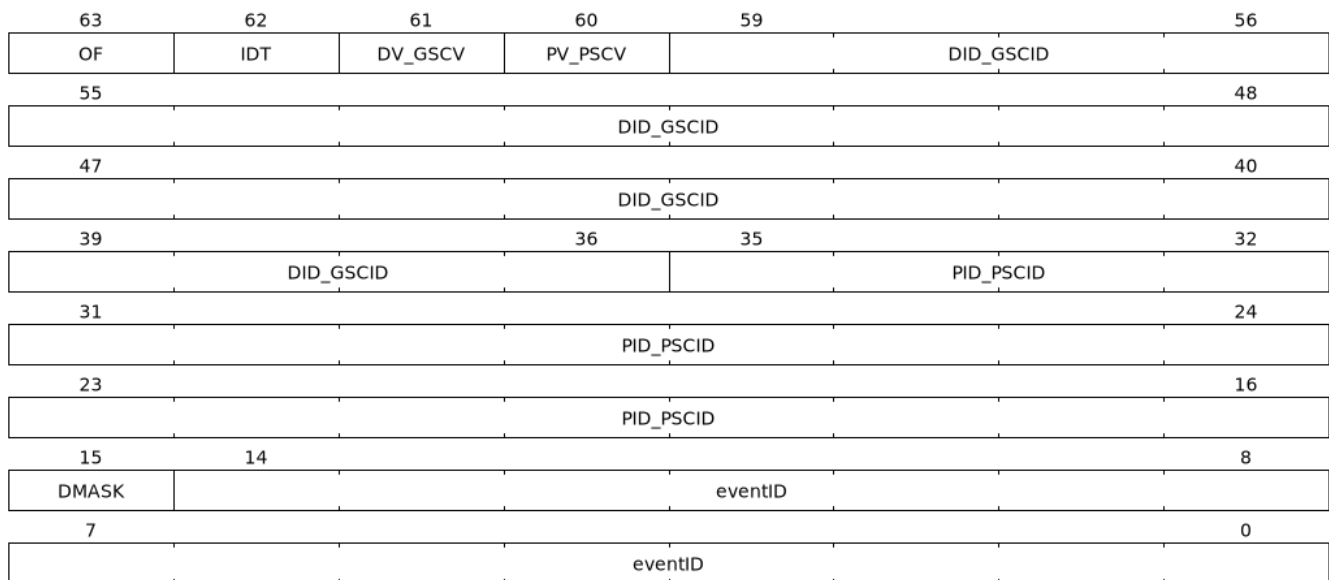 63 62 61 60 59 56
OF IDT DV_GSCV PV_PSCV DID_GSCID
55 48
DID_GSCID
47 40
DID_GSCID
39 36 35 32
DID_GSCID PID_PSCID
31 24
PID_PSCID
23 16
PID_PSCID
15 14 8
DMASK eventID
7 0
eventID